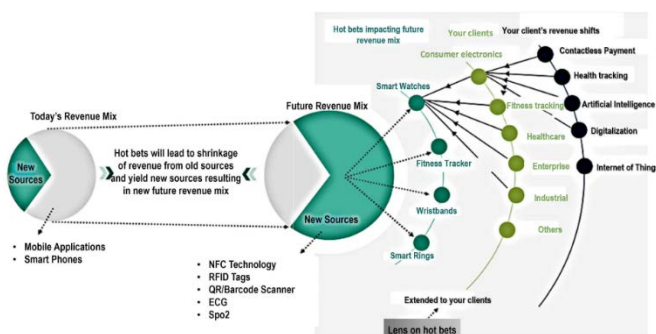 Hot bets impacting future
revenue mix
Your clients
Your client's revenue shifts
Consumer electronics
Contactless Payment
Health tracking
Artificial Intelligence
Digitalization
Internet of Thing
Smart Watches
Fitness tracking
Healthcare
Enterprise
Industrial
Others
Fitness Tracker
Wristbands
Smart Rings
Today's Revenue Mix
Future Revenue Mix
New
Sources
Hot bets will lead to shrinkage
of revenue from old sources
and yield new sources resulting
in new future revenue mix
New Sources
• Mobile Applications
• Smart Phones
• NFC Technology
• RFID Tags
• QR/Barcode Scanner
• ECG
• Spo2
Extended to your clients
Lens on hot bets